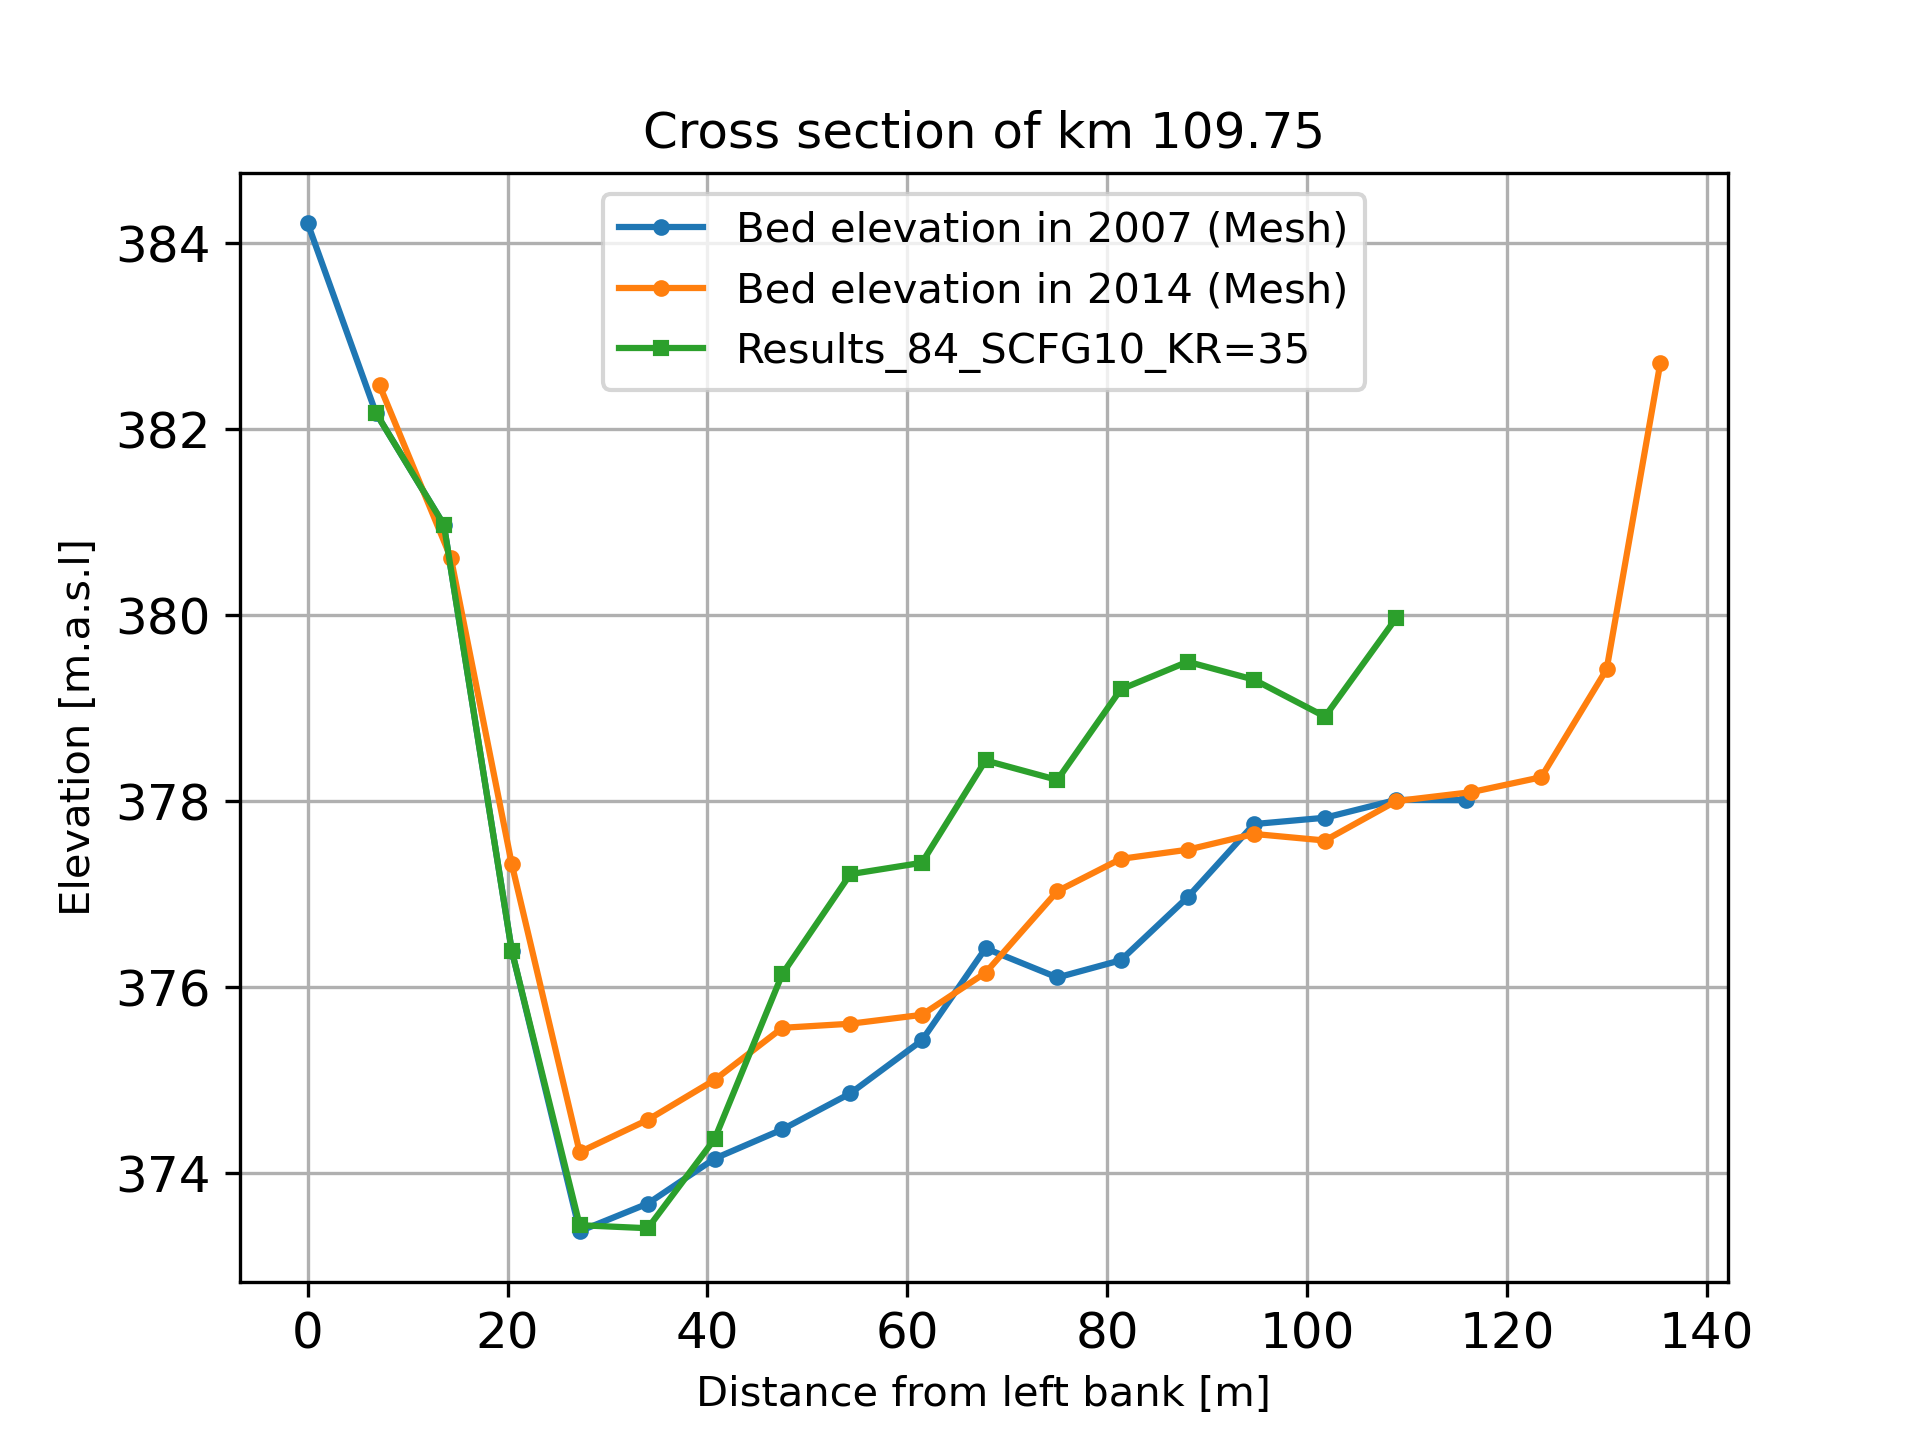 Cross section of km 109.75
Bed elevation in 2007 (Mesh)
Bed elevation in 2014 (Mesh)
Results_84_SCFG10_KR=35
384
382
380
378
376
374
Elevation [m.a.s.l]
0 20 40 60 80 100 120 140
Distance from left bank [m]